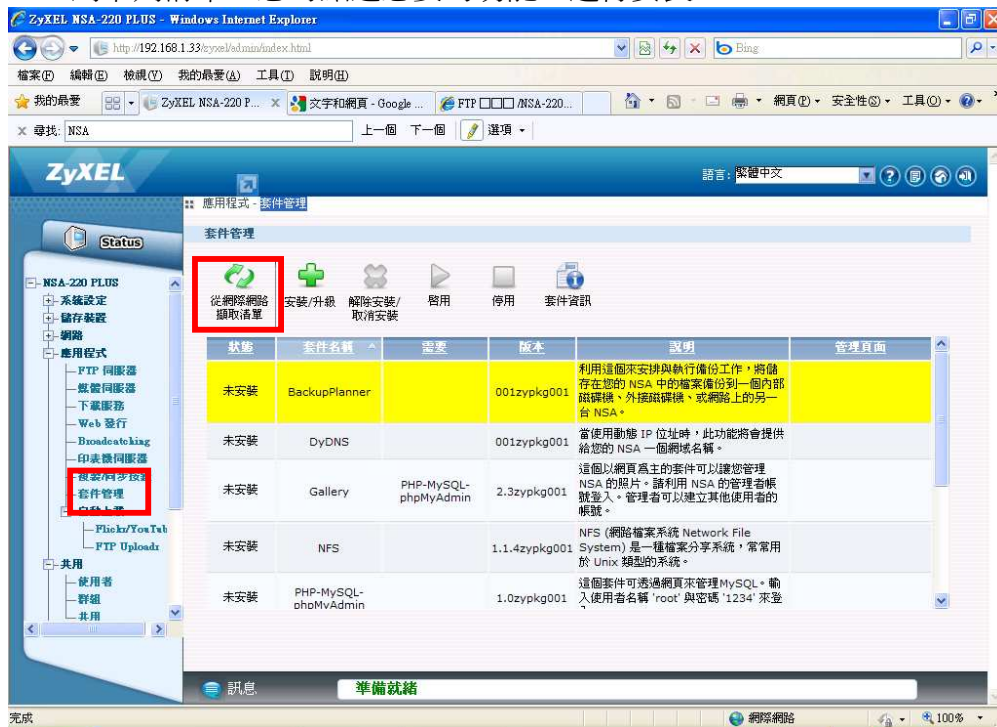 ZyXEL NSA-220 PLUS - Windows Internet Explorer
http://192.168.1.33/zyxel/admin/index.html
Bing
檔案(F) 編輯(E) 檢視(V) 我的最愛(A) 工具(T) 說明(H)
我的最愛
ZyXEL NSA-220 P...
文字和網頁 - Google ...
FTP □□□ /NSA-220...
網頁(P) 安全性(S) 工具(O)
× 尋找: NSA
上一個 下一個 選項
ZyXEL
語言: 繁體中文
應用程式 - 套件管理
Status
套件管理
從網際網路擷取清單
安裝/升級
解除安裝/取消安裝
啓用
停用
套件資訊
NSA-220 PLUS
系統設定
儲存裝置
網路
應用程式
FTP 伺服器
媒體伺服器
下載服務
Web 發行
Broadcatching
印表機伺服器
複製/同步按鈕
套件管理
自動上載
Flickr/YouTub
FTP Uploadr
共用
使用者
群組
共用
狀態 套件名稱 需要 版本 說明 管理頁面
未安裝 BackupPlanner 001zypkg001 利用這個來安排與執行備份工作，將儲
存在您的 NSA 中的檔案備份到一個內部
磁碟機、外接磁碟機、或網路上的另一
台 NSA。
未安裝 DyDNS 001zypkg001 當使用動態 IP 位址時，此功能將會提供
給您的 NSA 一個網域名稱。
未安裝 Gallery PHP-MySQL-phpMyAdmin 2.3zypkg001 這個以網頁為主的套件可以讓您管理
NSA 的照片。請利用 NSA 的管理者帳
號登入。管理者可以建立其他使用者的
帳號。
未安裝 NFS 1.1.4zypkg001 NFS (網路檔案系統 Network File
System) 是一種檔案分享系統，常常用
於 Unix 類型的系統。
未安裝 PHP-MySQL-phpMyAdmin 1.0zypkg001 這個套件可透過網頁來管理MySQL。輸
入使用者名稱 'root' 與密碼 '1234' 來登
訊息 準備就緒
完成
網際網路
100%